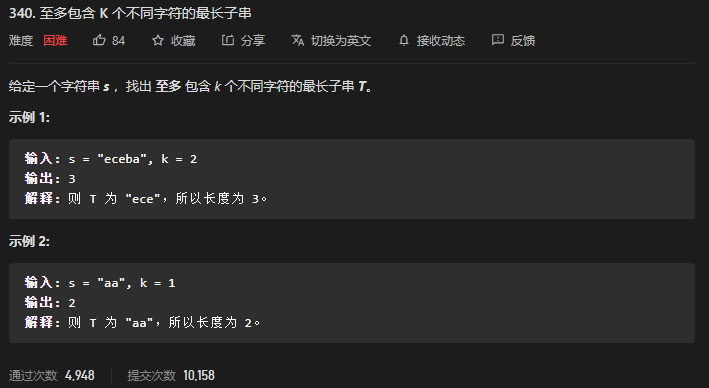 340. 至多包含 K 个不同字符的最长子串
难度 困难 84 收藏 分享 切换为英文 接收动态 反馈
给定一个字符串 s ，找出 至多 包含 k 个不同字符的最长子串 T。
示例 1:
输入: s = "eceba", k = 2
输出: 3
解释: 则 T 为 "ece"，所以长度为 3。
示例 2:
输入: s = "aa", k = 1
输出: 2
解释: 则 T 为 "aa"，所以长度为 2。
通过次数 4,948 提交次数 10,158